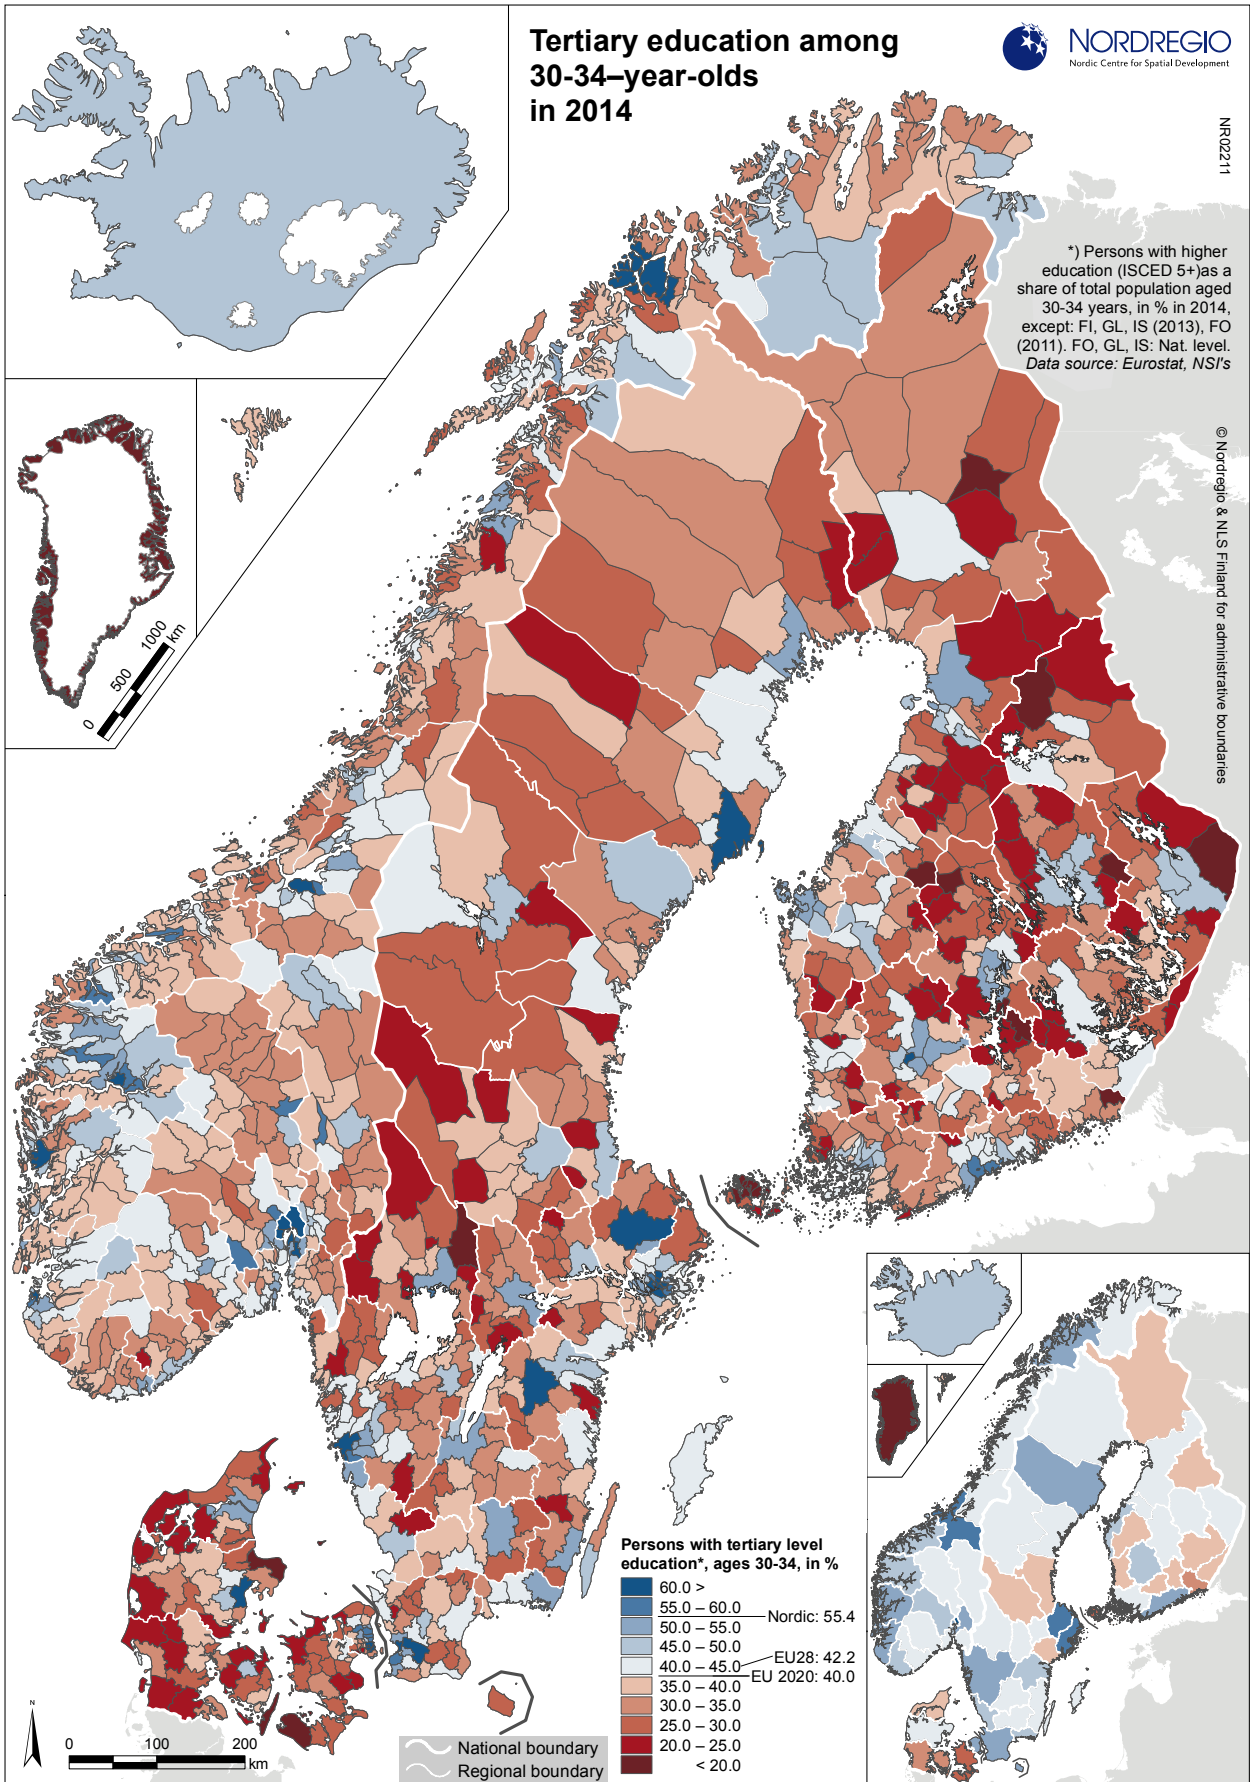 Tertiary education among
30-34–year-olds
in 2014
NORDREGIO
Nordic Centre for Spatial Development
NR02211
*) Persons with higher
education (ISCED 5+)as a
share of total population aged
30-34 years, in % in 2014,
except: FI, GL, IS (2013), FO
(2011). FO, GL, IS: Nat. level.
Data source: Eurostat, NSI's
© Nordregio & NLS Finland for administrative boundaries
0 500 1000
km
Persons with tertiary level
education*, ages 30-34, in %
60.0 >
55.0 – 60.0
Nordic: 55.4
50.0 – 55.0
45.0 – 50.0
40.0 – 45.0
EU28: 42.2
EU 2020: 40.0
35.0 – 40.0
30.0 – 35.0
25.0 – 30.0
20.0 – 25.0
< 20.0
N
0 100 200
km
National boundary
Regional boundary